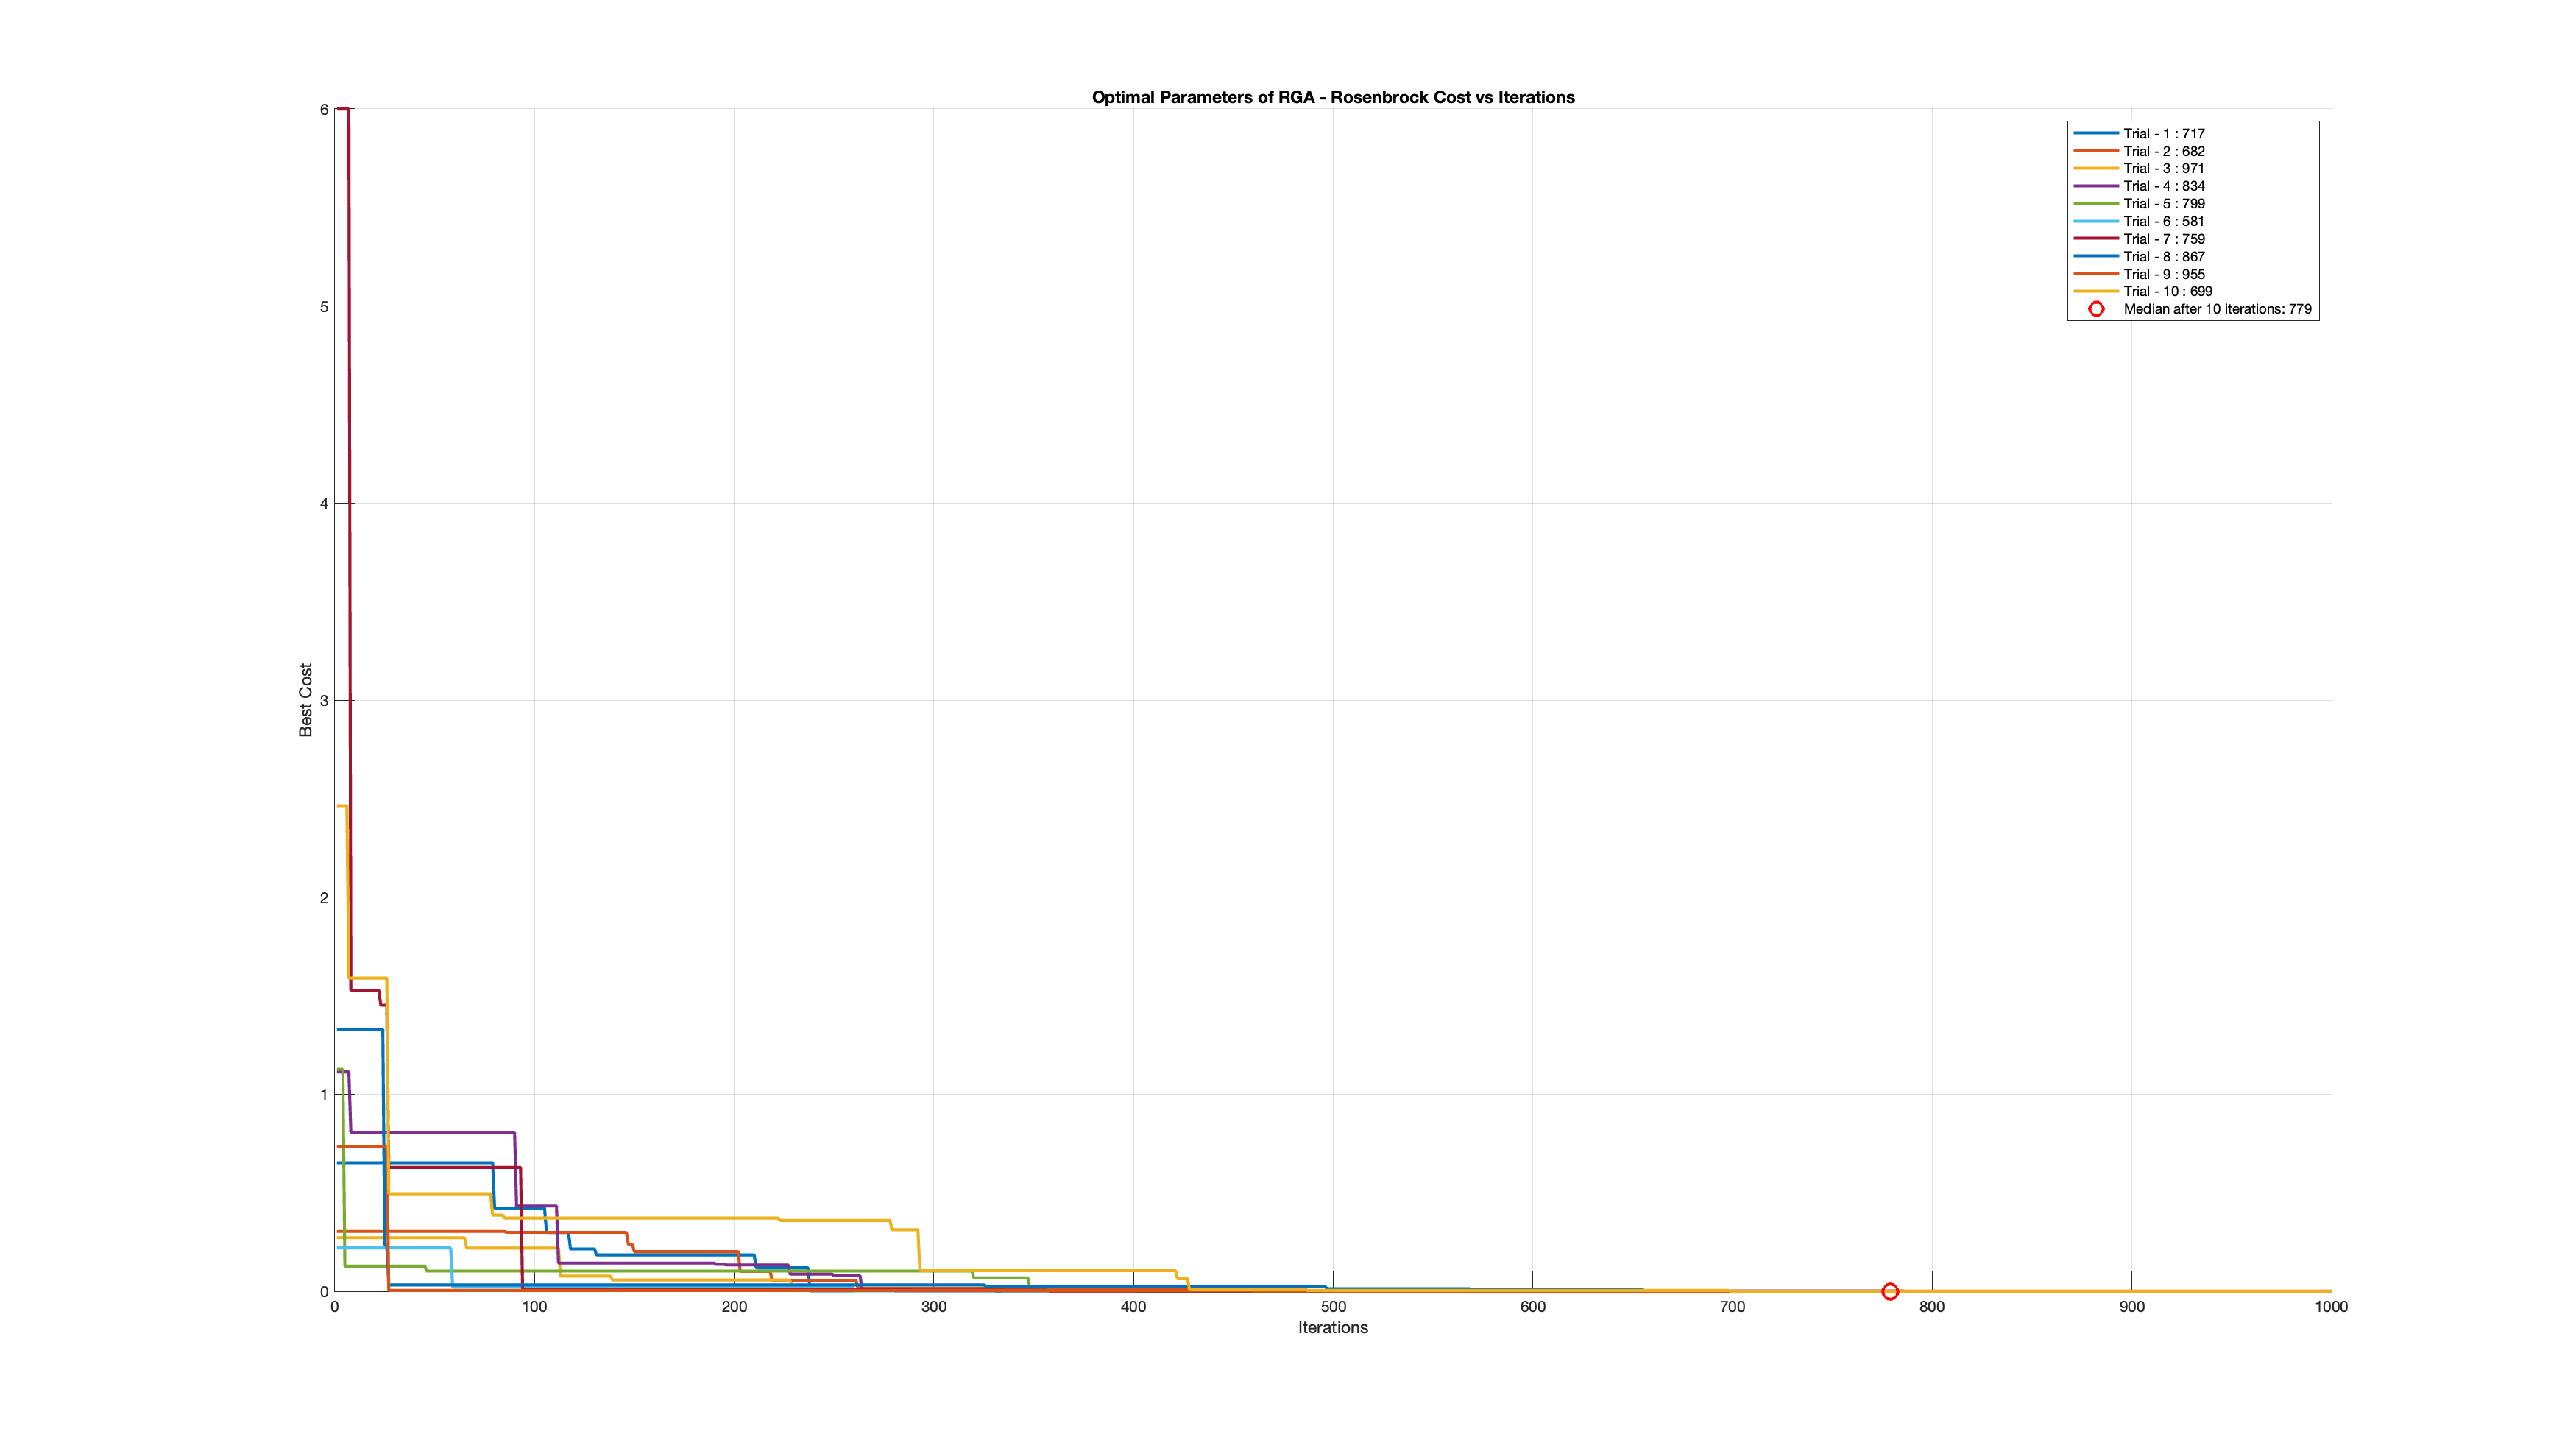 Optimal Parameters of RGA - Rosenbrock Cost vs Iterations
Trial - 1 : 717
Trial - 2 : 682
Trial - 3 : 971
Trial - 4 : 834
Trial - 5 : 799
Trial - 6 : 581
Trial - 7 : 759
Trial - 8 : 867
Trial - 9 : 955
Trial - 10 : 699
Median after 10 iterations: 779
Best Cost
6
5
4
3
2
1
0
0 100 200 300 400 500 600 700 800 900 1000
Iterations